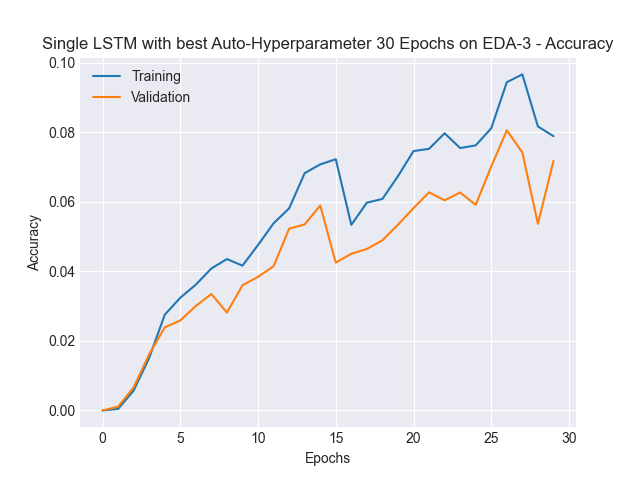 Single LSTM with best Auto-Hyperparameter 30 Epochs on EDA-3 - Accuracy
0.10
Training
Validation
0.08
0.06
Accuracy
0.04
0.02
0.00
0 5 10 15 20 25 30
Epochs